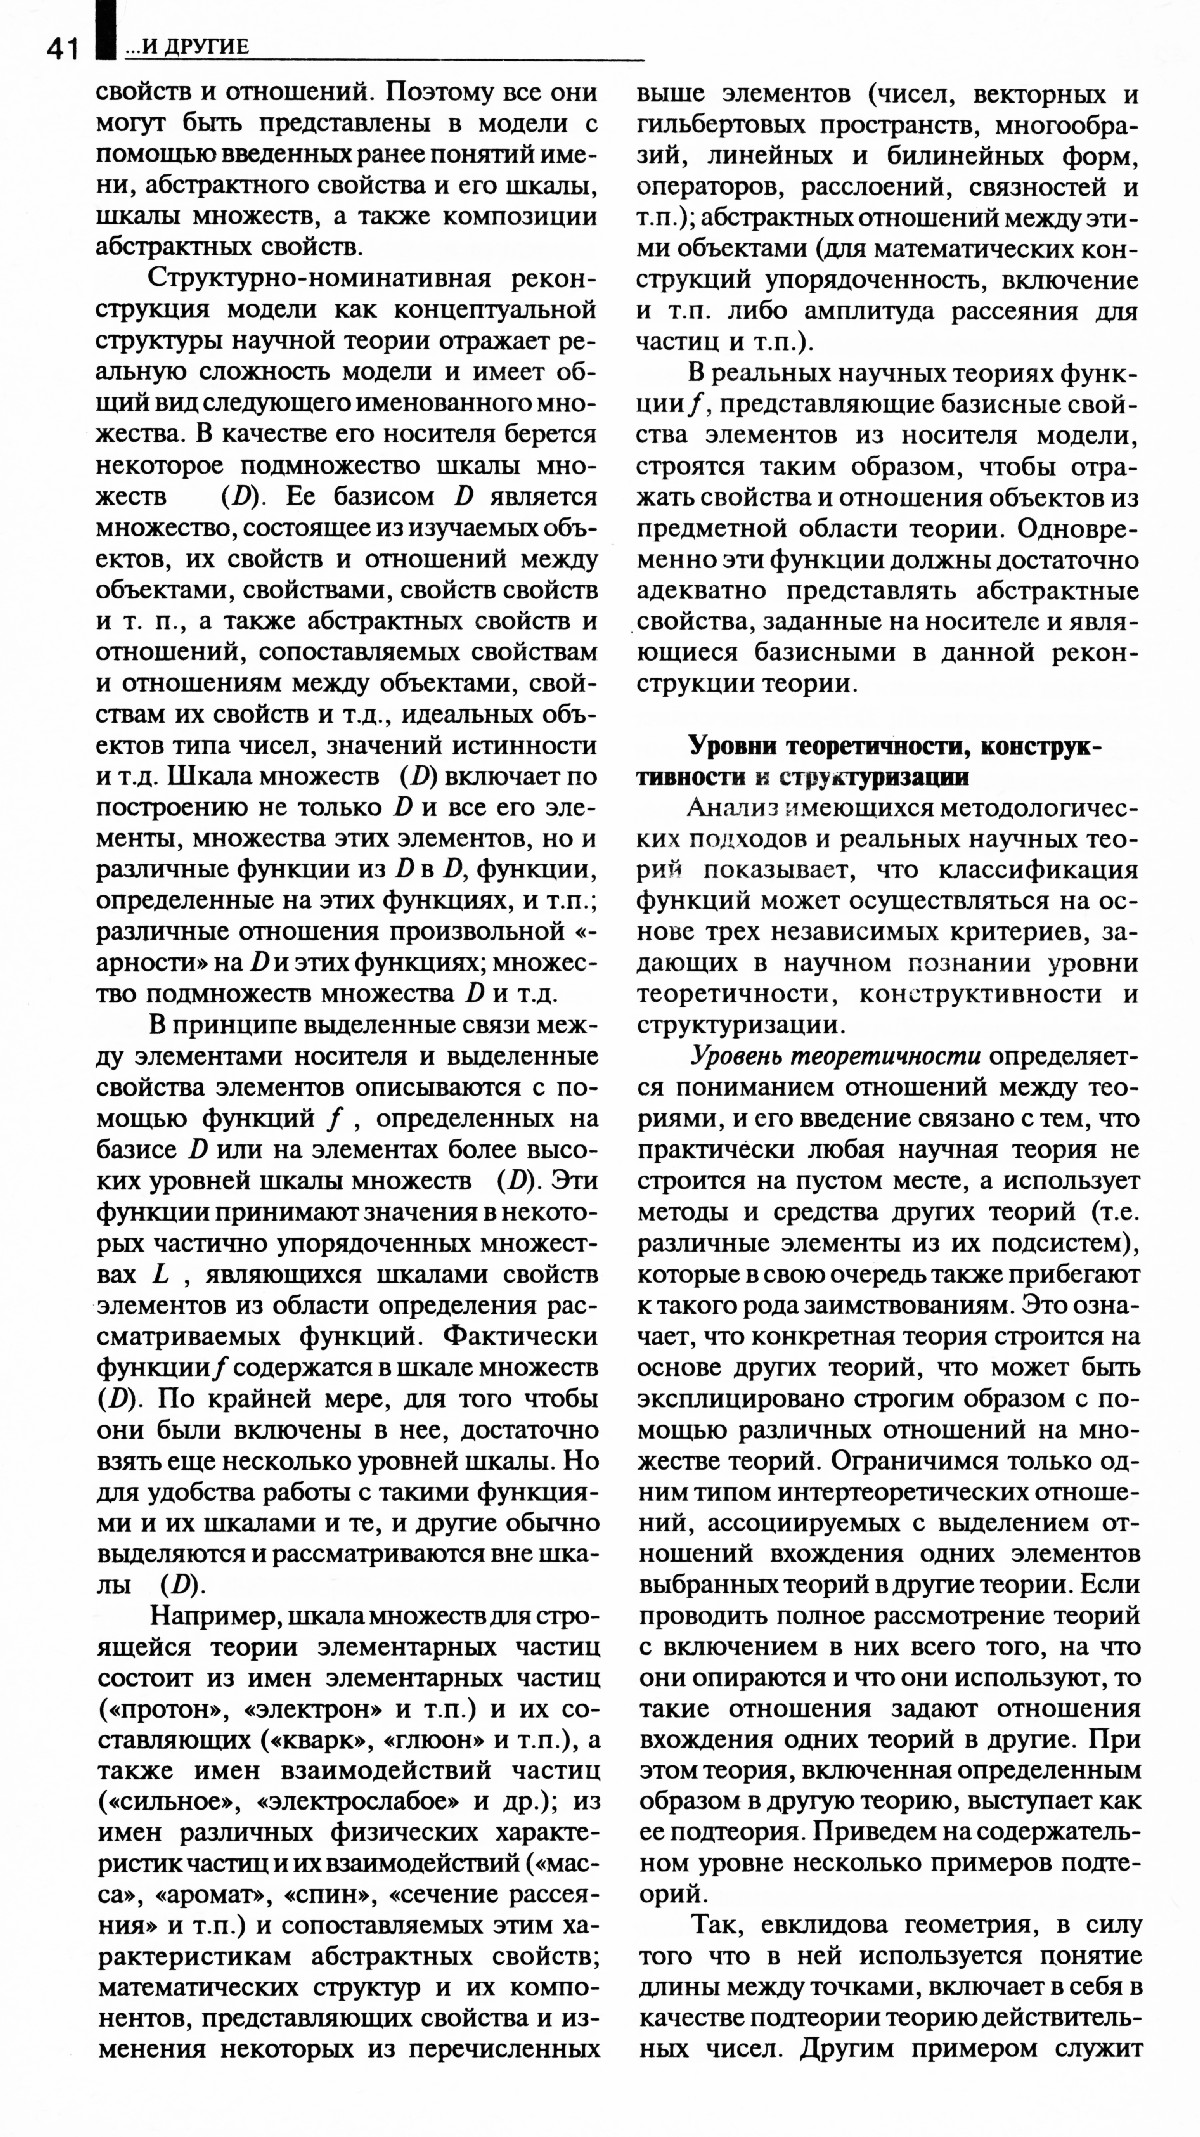 41
...И ДРУГИЕ
свойств и отношений. Поэтому все они
могут быть представлены в модели с
помощью введенных ранее понятий име-
ни, абстрактного свойства и его шкалы,
шкалы множеств, а также композиции
абстрактных свойств.
Структурно-номинативная рекон-
струкция модели как концептуальной
структуры научной теории отражает ре-
альную сложность модели и имеет об-
щий вид следующего именованного мно-
жества. В качестве его носителя берется
некоторое подмножество шкалы мно-
жеств (D). Ее базисом D является
множество, состоящее из изучаемых объ-
ектов, их свойств и отношений между
объектами, свойствами, свойств свойств
и т. п., а также абстрактных свойств и
отношений, сопоставляемых свойствам
и отношениям между объектами, свой-
ствам их свойств и т.д., идеальных объ-
ектов типа чисел, значений истинности
и т.д. Шкала множеств (D) включает по
построению не только D и все его эле-
менты, множества этих элементов, но и
различные функции из D в D, функции,
определенные на этих функциях, и т.п.;
различные отношения произвольной «-
арности» на D и этих функциях; множес-
тво подмножеств множества D и т.д.
В принципе выделенные связи меж-
ду элементами носителя и выделенные
свойства элементов описываются с по-
мощью функций f , определенных на
базисе D или на элементах более высо-
ких уровней шкалы множеств (D). Эти
функции принимают значения в некото-
рых частично упорядоченных множест-
вах L , являющихся шкалами свойств
элементов из области определения рас-
сматриваемых функций. Фактически
функции f содержатся в шкале множеств
(D). По крайней мере, для того чтобы
они были включены в нее, достаточно
взять еще несколько уровней шкалы. Но
для удобства работы с такими функция-
ми и их шкалами и те, и другие обычно
выделяются и рассматриваются вне шка-
лы (D).
Например, шкала множеств для стро-
ящейся теории элементарных частиц
состоит из имен элементарных частиц
(«протон», «электрон» и т.п.) и их со-
ставляющих («кварк», «глюон» и т.п.), а
также имен взаимодействий частиц
(«сильное», «электрослабое» и др.); из
имен различных физических характе-
ристик частиц и их взаимодействий («мас-
са», «аромат», «спин», «сечение рассея-
ния» и т.п.) и сопоставляемых этим ха-
рактеристикам абстрактных свойств;
математических структур и их компо-
нентов, представляющих свойства и из-
менения некоторых из перечисленных
выше элементов (чисел, векторных и
гильбертовых пространств, многообра-
зий, линейных и билинейных форм,
операторов, расслоений, связностей и
т.п.); абстрактных отношений между эти-
ми объектами (для математических кон-
струкций упорядоченность, включение
и т.п. либо амплитуда рассеяния для
частиц и т.п.).
В реальных научных теориях функ-
ции f, представляющие базисные свой-
ства элементов из носителя модели,
строятся таким образом, чтобы отра-
жать свойства и отношения объектов из
предметной области теории. Одновре-
менно эти функции должны достаточно
адекватно представлять абстрактные
свойства, заданные на носителе и явля-
ющиеся базисными в данной рекон-
струкции теории.
Уровни теоретичности, конструк-
тивности и структуризации
Анализ имеющихся методологичес-
ких подходов и реальных научных тео-
рий показывает, что классификация
функций может осуществляться на ос-
нове трех независимых критериев, за-
дающих в научном познании уровни
теоретичности, конструктивности и
структуризации.
Уровень теоретичности определяет-
ся пониманием отношений между тео-
риями, и его введение связано с тем, что
практически любая научная теория не
строится на пустом месте, а использует
методы и средства других теорий (т.е.
различные элементы из их подсистем),
которые в свою очередь также прибегают
к такого рода заимствованиям. Это озна-
чает, что конкретная теория строится на
основе других теорий, что может быть
эксплицировано строгим образом с по-
мощью различных отношений на мно-
жестве теорий. Ограничимся только од-
ним типом интертеоретических отноше-
ний, ассоциируемых с выделением от-
ношений вхождения одних элементов
выбранных теорий в другие теории. Если
проводить полное рассмотрение теорий
с включением в них всего того, на что
они опираются и что они используют, то
такие отношения задают отношения
вхождения одних теорий в другие. При
этом теория, включенная определенным
образом в другую теорию, выступает как
ее подтеория. Приведем на содержатель-
ном уровне несколько примеров подте-
орий.
Так, евклидова геометрия, в силу
того что в ней используется понятие
длины между точками, включает в себя в
качестве подтеории теорию действитель-
ных чисел. Другим примером служит